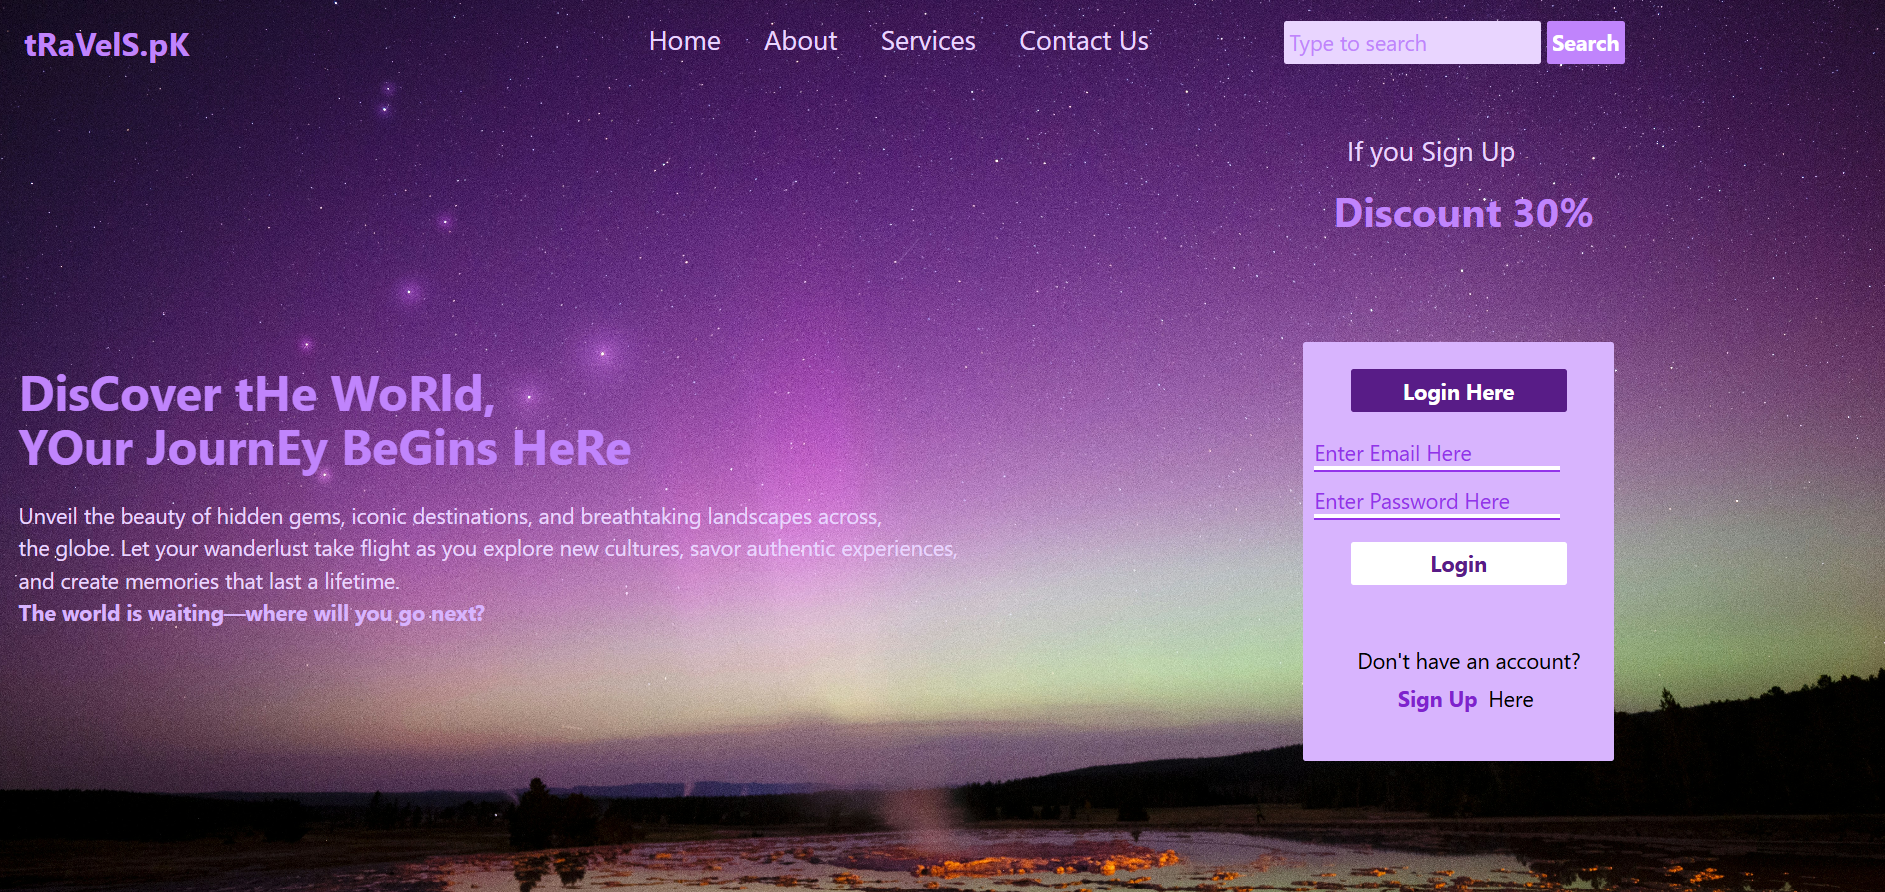 tRaVelS.pK
Home About Services Contact Us
Type to search Search
If you Sign Up
Discount 30%
DisCover tHe WoRld,
YOur JournEy BeGins HeRe
Unveil the beauty of hidden gems, iconic destinations, and breathtaking landscapes across,
the globe. Let your wanderlust take flight as you explore new cultures, savor authentic experiences,
and create memories that last a lifetime.
The world is waiting—where will you go next?
Login Here
Enter Email Here
Enter Password Here
Login
Don't have an account?
Sign Up Here